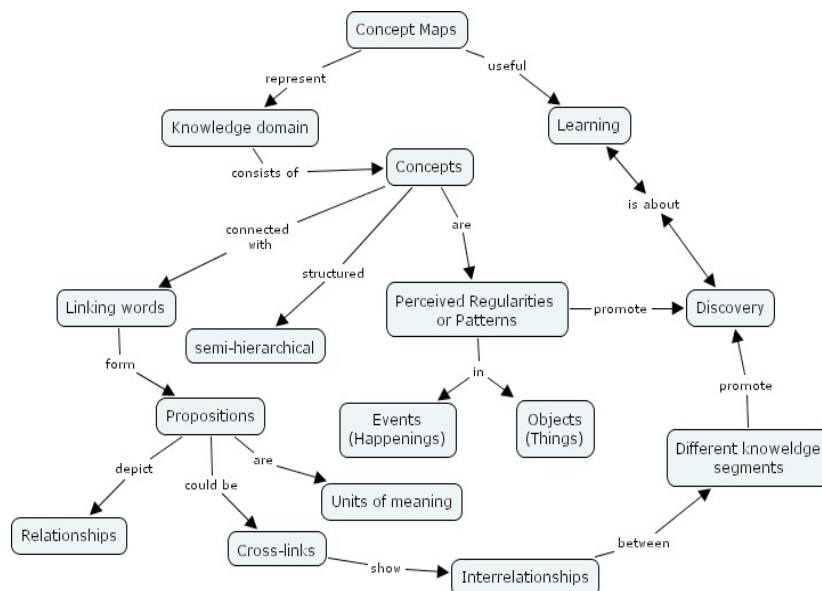 Concept Maps
represent
useful
Knowledge domain
Learning
consists of
Concepts
is about
connected
with
are
structured
Linking words
Perceived Regularities
or Patterns
promote
Discovery
semi-hierarchical
form
in
promote
Propositions
Events
(Happenings)
Objects
(Things)
Different knoweldge
segments
depict
could be
are
Units of meaning
Relationships
Cross-links
show
Interrelationships
between